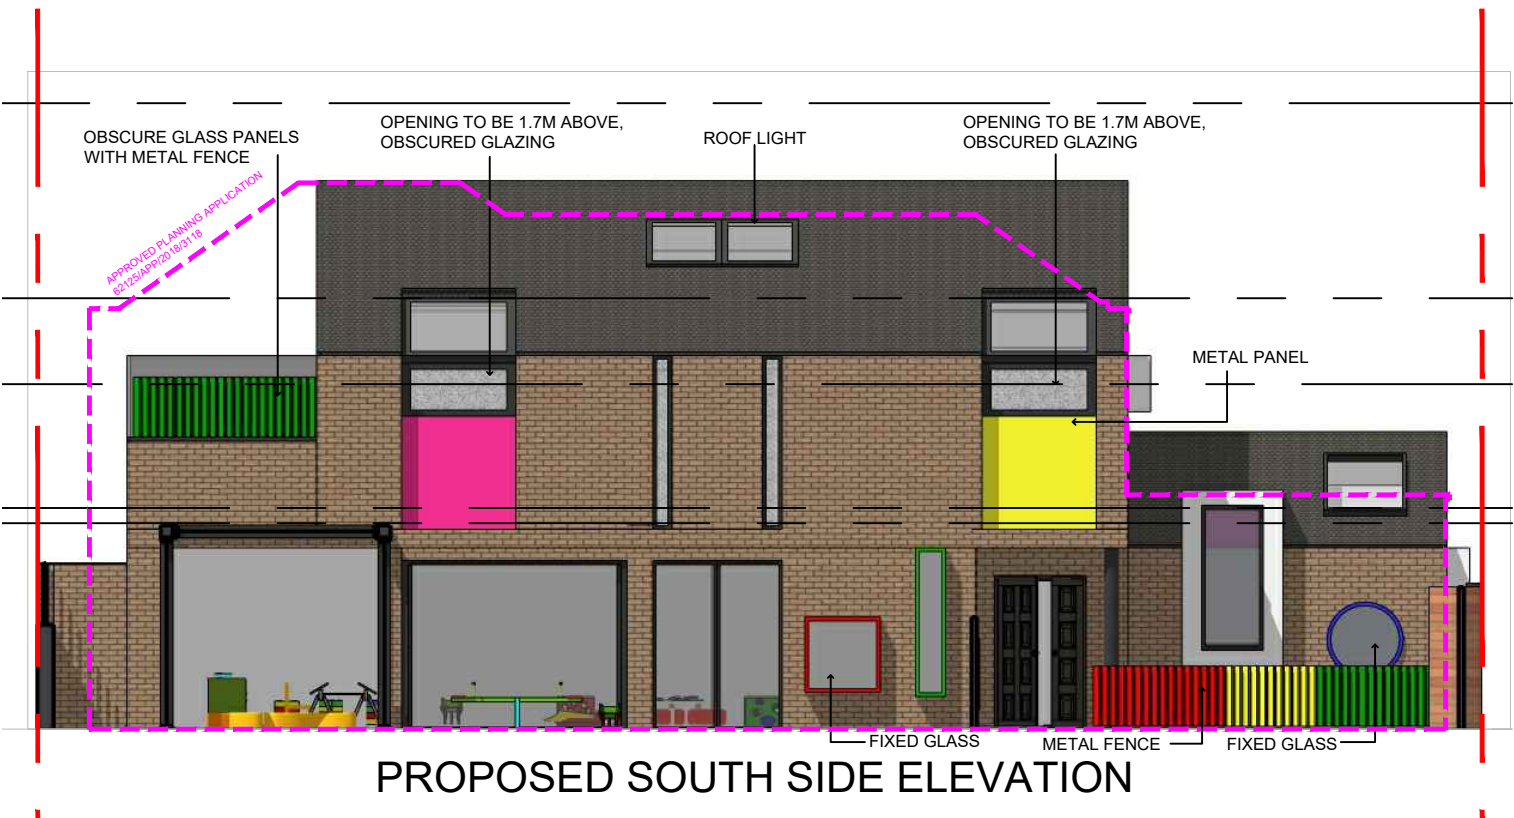 OBSCURE GLASS PANELS
WITH METAL FENCE
OPENING TO BE 1.7M ABOVE,
OBSCURED GLAZING
ROOF LIGHT
OPENING TO BE 1.7M ABOVE,
OBSCURED GLAZING
APPROVED PLANNING APPLICATION
62125/APP/2018/3118
METAL PANEL
FIXED GLASS
METAL FENCE
FIXED GLASS
PROPOSED SOUTH SIDE ELEVATION